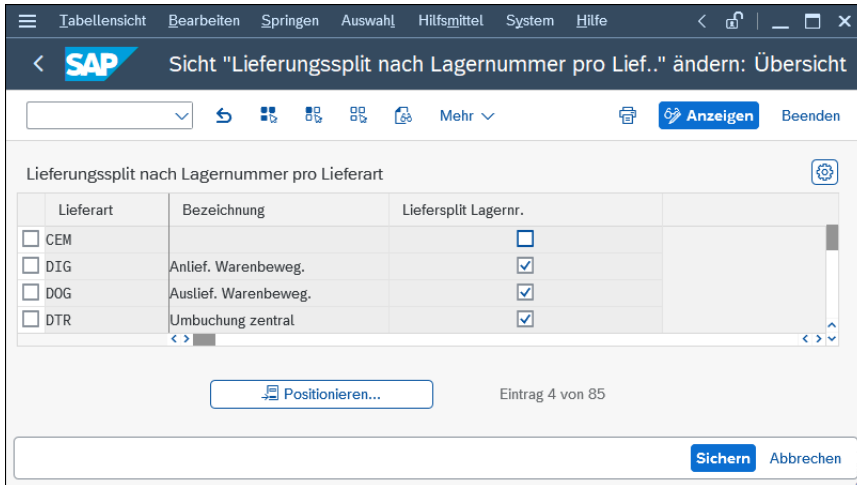 Tabellensicht Bearbeiten Springen Auswahl Hilfsmittel System Hilfe
SAP Sicht "Lieferungssplit nach Lagernummer pro Lief.." ändern: Übersicht
Mehr Anzeigen Beenden
Lieferungssplit nach Lagernummer pro Lieferart
Lieferart Bezeichnung Liefersplit Lagernr.
CEM
DIG Anlief. Warenbeweg.
DOG Auslief. Warenbeweg.
DTR Umbuchung zentral
Positionieren... Eintrag 4 von 85
Sichern Abbrechen